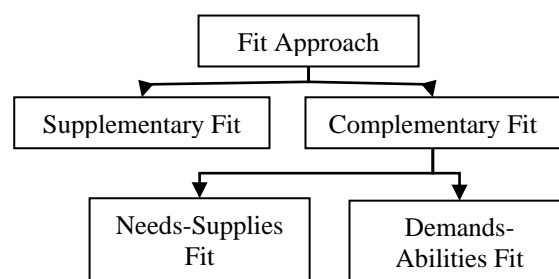 Fit Approach
Supplementary Fit
Complementary Fit
Needs-Supplies
Fit
Demands-
Abilities Fit